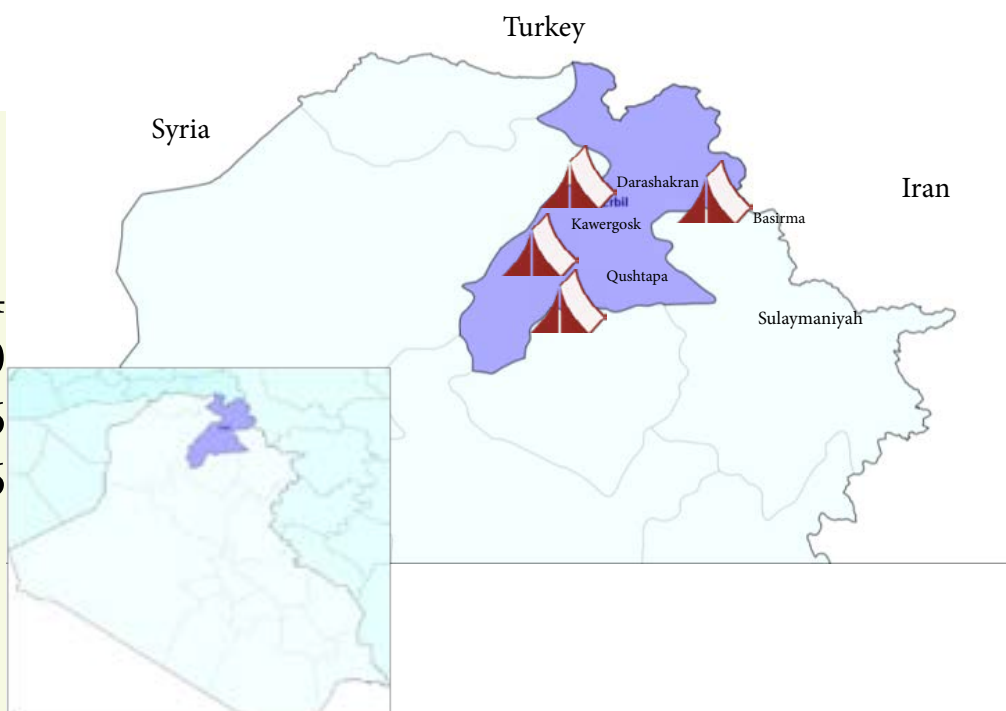 Turkey
Syria
Iran
Darashakran
Basirma
Kawergosk
Qushtapa
Sulaymaniyah